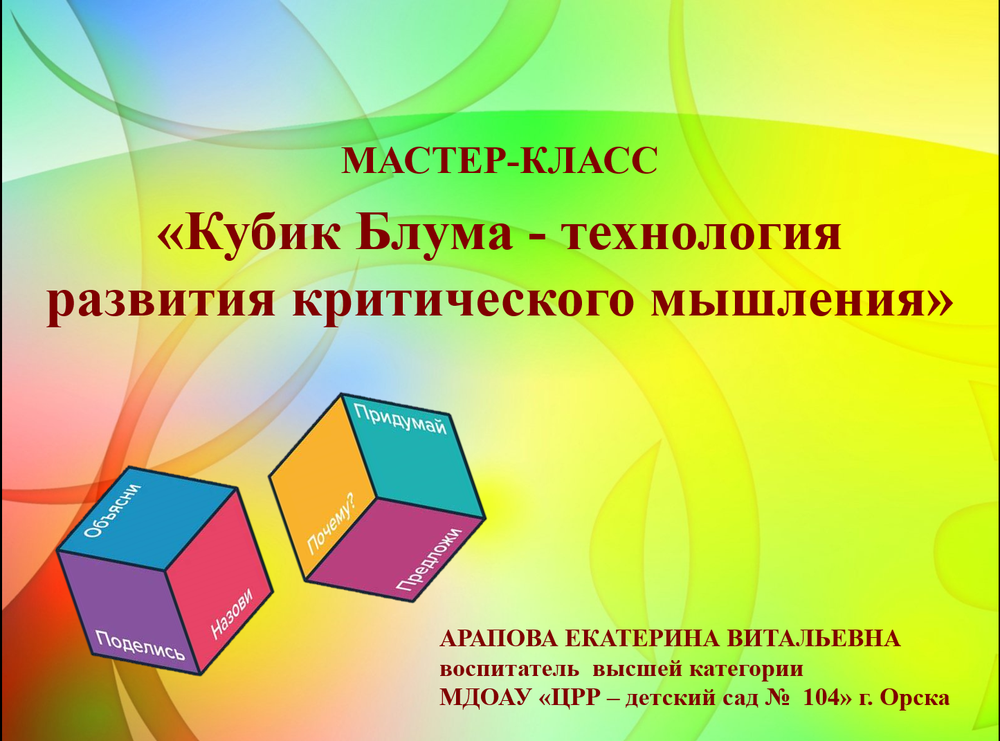 МАСТЕР-КЛАСС
«Кубик Блума - технология
развития критического мышления»
Придумай
Почему?
Предложи
Объясни
Назови
Поделись
АРАПОВА ЕКАТЕРИНА ВИТАЛЬЕВНА
воспитатель  высшей категории
МДОАУ «ЦРР – детский сад №  104» г. Орска